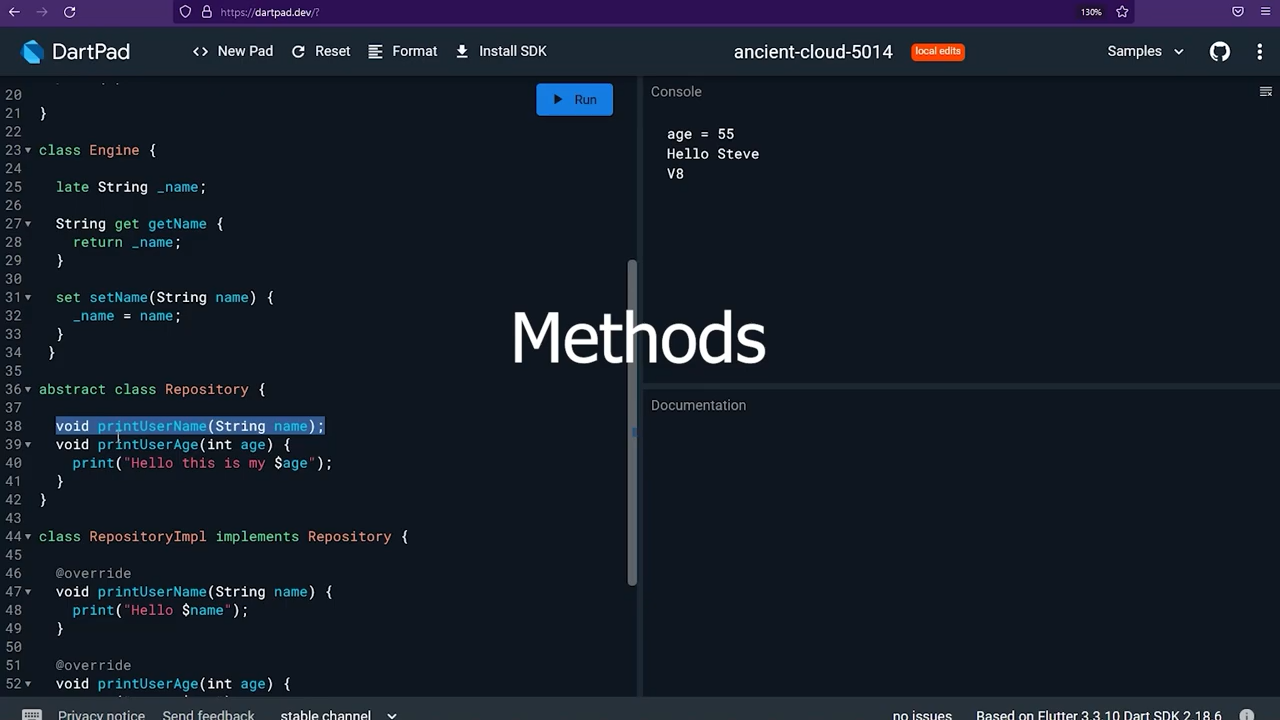 https://dartpad.dev/?
130%
DartPad
New Pad
Reset
Format
Install SDK
ancient-cloud-5014
local edits
Samples
Run
20
21 }
22
23 class Engine {
24
25 late String _name;
26
27 String get getName {
28 return _name;
29 }
30
31 set setName(String name) {
32 _name = name;
33 }
34 }
35
36 abstract class Repository {
37
38 void printUserName(String name);
39 void printUserAge(int age) {
40 print("Hello this is my $age");
41 }
42 }
43
44 class RepositoryImpl implements Repository {
45
46 @override
47 void printUserName(String name) {
48 print("Hello $name");
49 }
50
51 @override
52 void printUserAge(int age) {
Console
age = 55
Hello Steve
V8
Methods
Documentation
Privacy notice
Send feedback
stable channel
no issues
Based on Flutter 3.3.10 Dart SDK 2.18.6